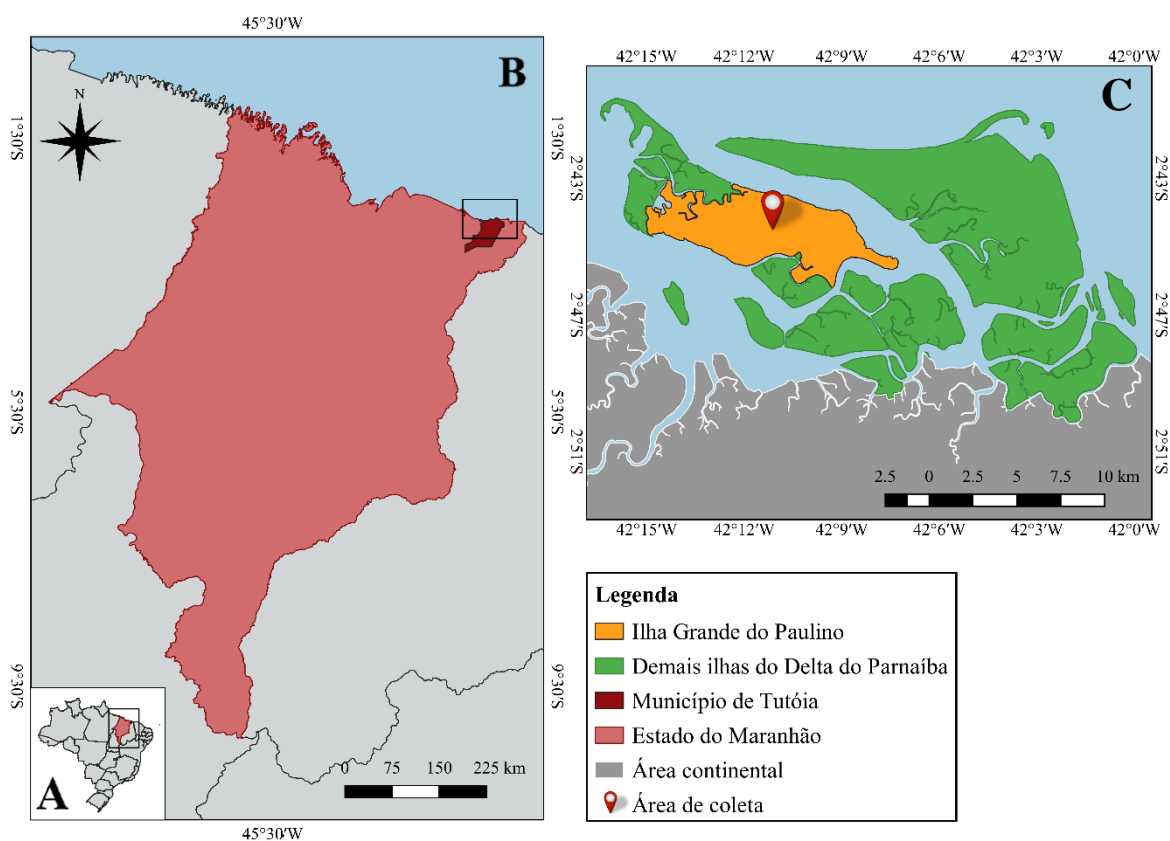 45°30'W
B
N
1°30'S
1°30'S
5°30'S
5°30'S
9°30'S
9°30'S
A
0 75 150 225 km
45°30'W
42°15'W 42°12'W 42°9'W 42°6'W 42°3'W 42°0'W
C
2°43'S
2°43'S
2°47'S
2°47'S
2°51'S
2°51'S
2.5 0 2.5 5 7.5 10 km
42°15'W 42°12'W 42°9'W 42°6'W 42°3'W 42°0'W
Legenda
Ilha Grande do Paulino
Demais ilhas do Delta do Parnaíba
Município de Tutóia
Estado do Maranhão
Área continental
Área de coleta